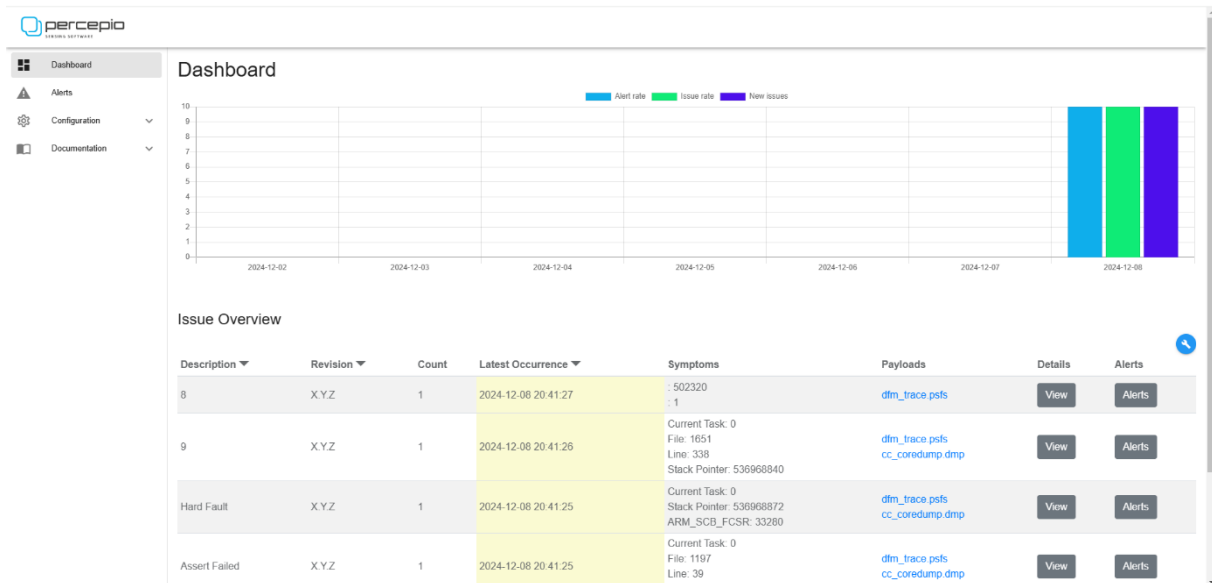 percepio
Dashboard
Alerts
Configuration
Documentation
Dashboard
Alert rate Issue rate New issues
10
9
8
7
6
5
4
3
2
1
0
2024-12-02 2024-12-03 2024-12-04 2024-12-05 2024-12-06 2024-12-07 2024-12-08
Issue Overview
Description Revision Count Latest Occurrence Symptoms Payloads Details Alerts
8 X.Y.Z 1 2024-12-08 20:41:27 : 502320 dfm_trace.psfs View Alerts
: 1
9 X.Y.Z 1 2024-12-08 20:41:26 Current Task: 0 dfm_trace.psfs View Alerts
File: 1651 cc_coredump.dmp
Line: 338
Stack Pointer: 536968840
Hard Fault X.Y.Z 1 2024-12-08 20:41:25 Current Task: 0 dfm_trace.psfs View Alerts
Stack Pointer: 536968872 cc_coredump.dmp
ARM_SCB_FCSR: 33280
Assert Failed X.Y.Z 1 2024-12-08 20:41:25 Current Task: 0 dfm_trace.psfs View Alerts
File: 1197 cc_coredump.dmp
Line: 39